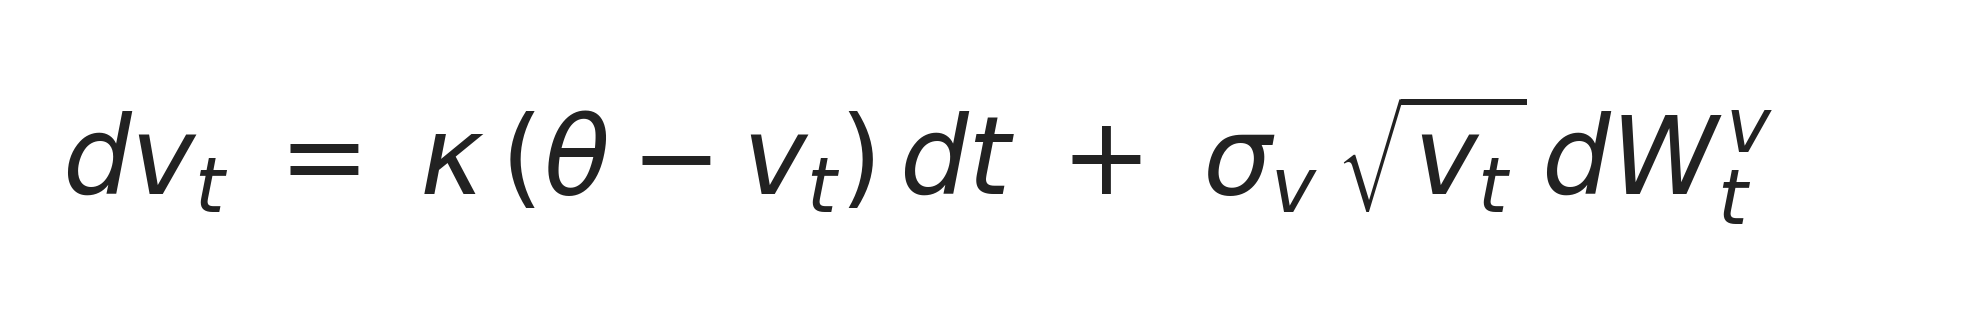 dv_t = κ (θ − v_t) dt + σ_v √v_t dW_t^v